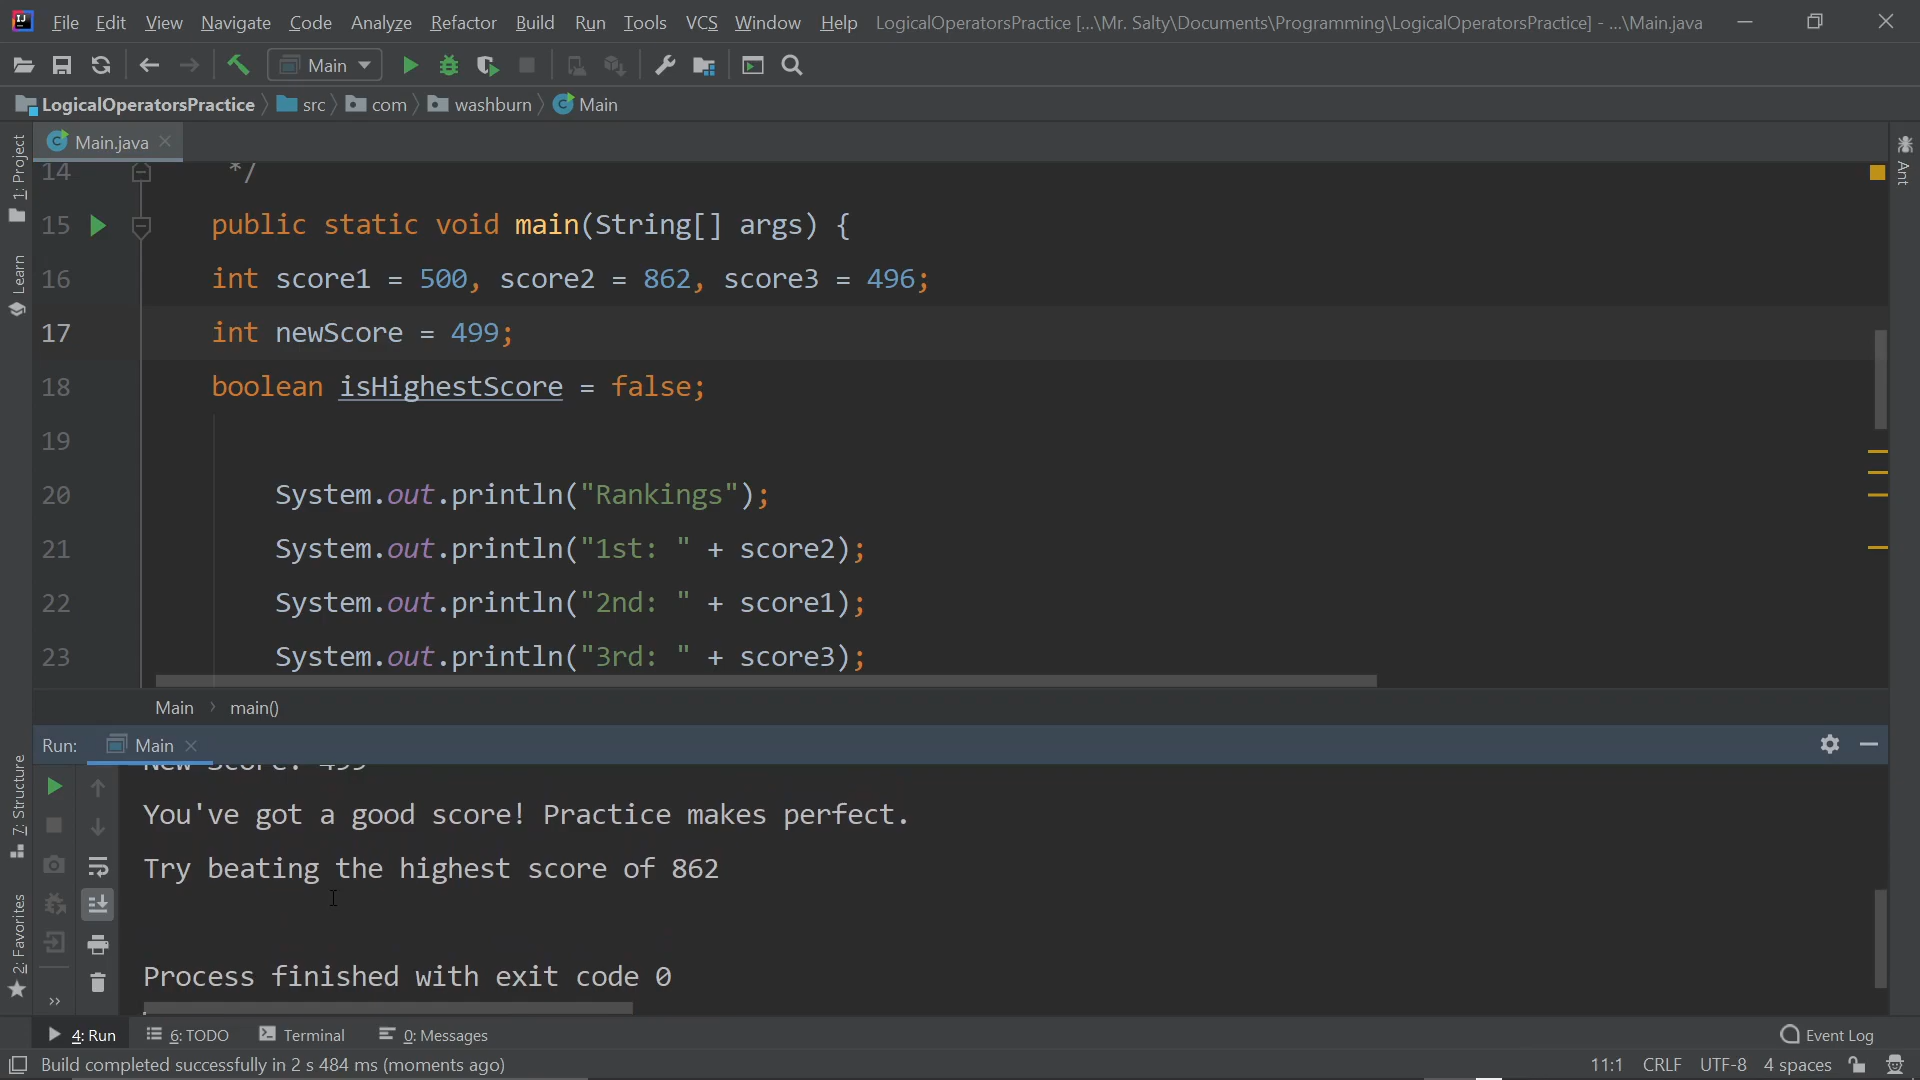 File Edit View Navigate Code Analyze Refactor Build Run Tools VCS Window Help LogicalOperatorsPractice [...\Mr. Salty\Documents\Programming\LogicalOperatorsPractice] - ...\Main.java
Main
LogicalOperatorsPractice src com washburn Main
Main.java
1: Project
Learn
7: Structure
2: Favorites
Ant
14 */
15 public static void main(String[] args) {
16 int score1 = 500, score2 = 862, score3 = 496;
17 int newScore = 499;
18 boolean isHighestScore = false;
19
20 System.out.println("Rankings");
21 System.out.println("1st: " + score2);
22 System.out.println("2nd: " + score1);
23 System.out.println("3rd: " + score3);
Main main()
Run: Main
New Score: 499
You've got a good score! Practice makes perfect.
Try beating the highest score of 862
Process finished with exit code 0
4: Run 6: TODO Terminal 0: Messages Event Log
Build completed successfully in 2 s 484 ms (moments ago) 11:1 CRLF UTF-8 4 spaces